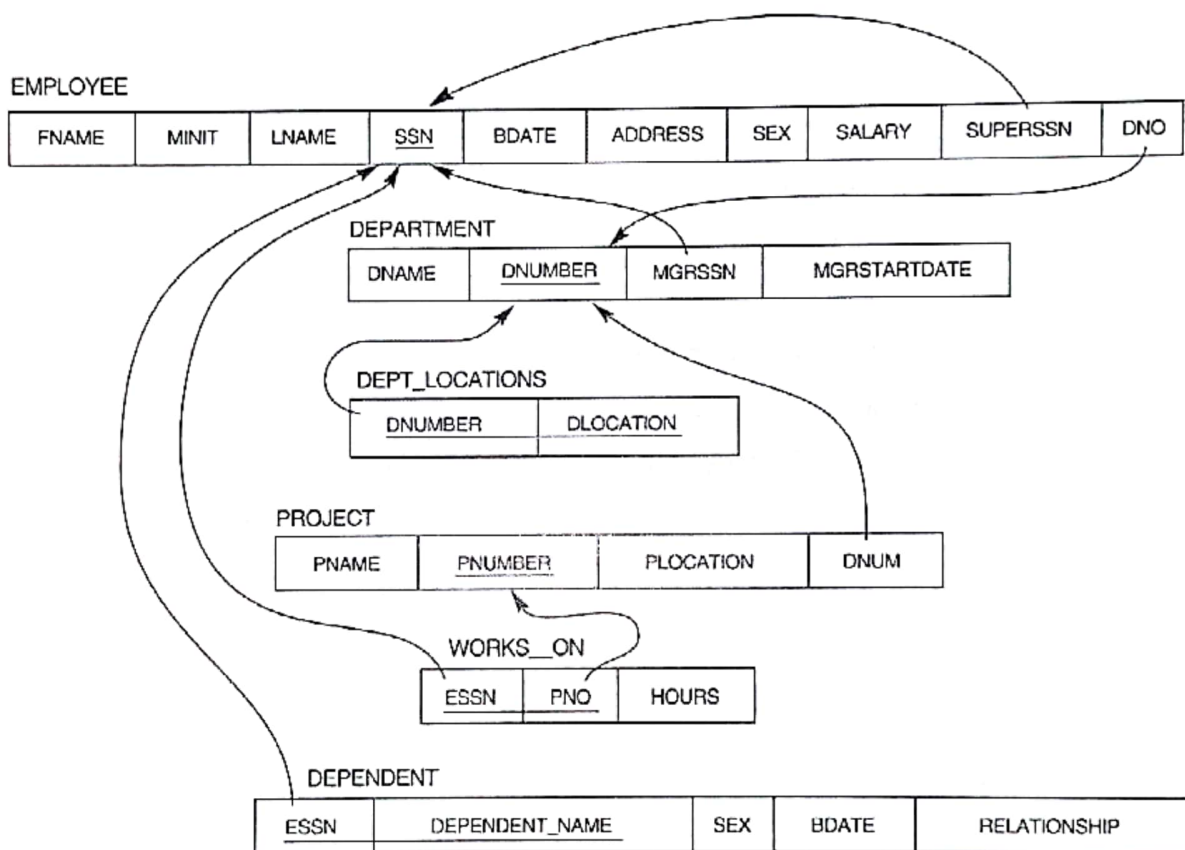 EMPLOYEE
FNAME MINIT LNAME SSN BDATE ADDRESS SEX SALARY SUPERSSN DNO
DEPARTMENT
DNAME DNUMBER MGRSSN MGRSTARTDATE
DEPT_LOCATIONS
DNUMBER DLOCATION
PROJECT
PNAME PNUMBER PLOCATION DNUM
WORKS__ON
ESSN PNO HOURS
DEPENDENT
ESSN DEPENDENT_NAME SEX BDATE RELATIONSHIP